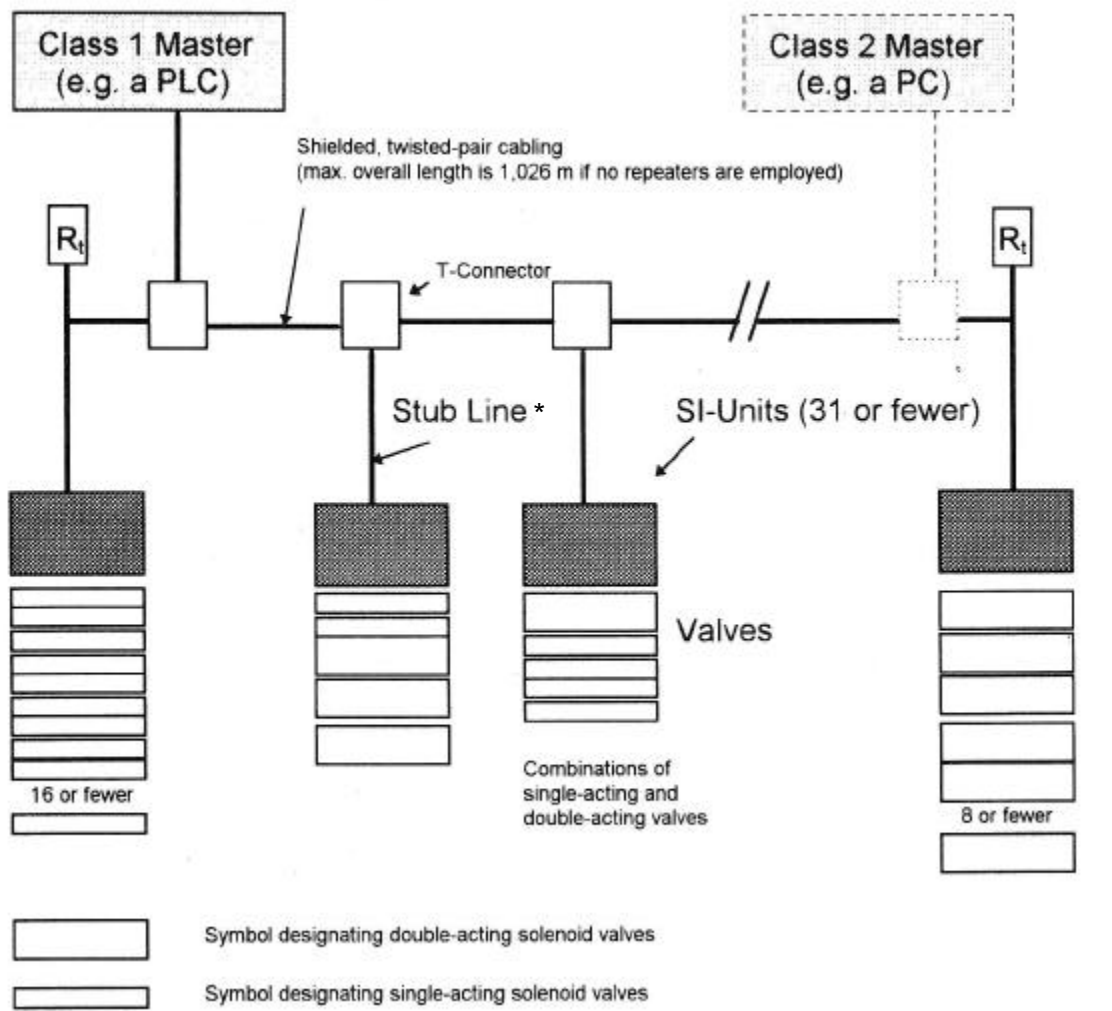 Class 1 Master
(e.g. a PLC)
Class 2 Master
(e.g. a PC)
Shielded, twisted-pair cabling
(max. overall length is 1,026 m if no repeaters are employed)
Rt
Rt
T-Connector
Stub Line *
SI-Units (31 or fewer)
Valves
16 or fewer
Combinations of
single-acting and
double-acting valves
8 or fewer
Symbol designating double-acting solenoid valves
Symbol designating single-acting solenoid valves